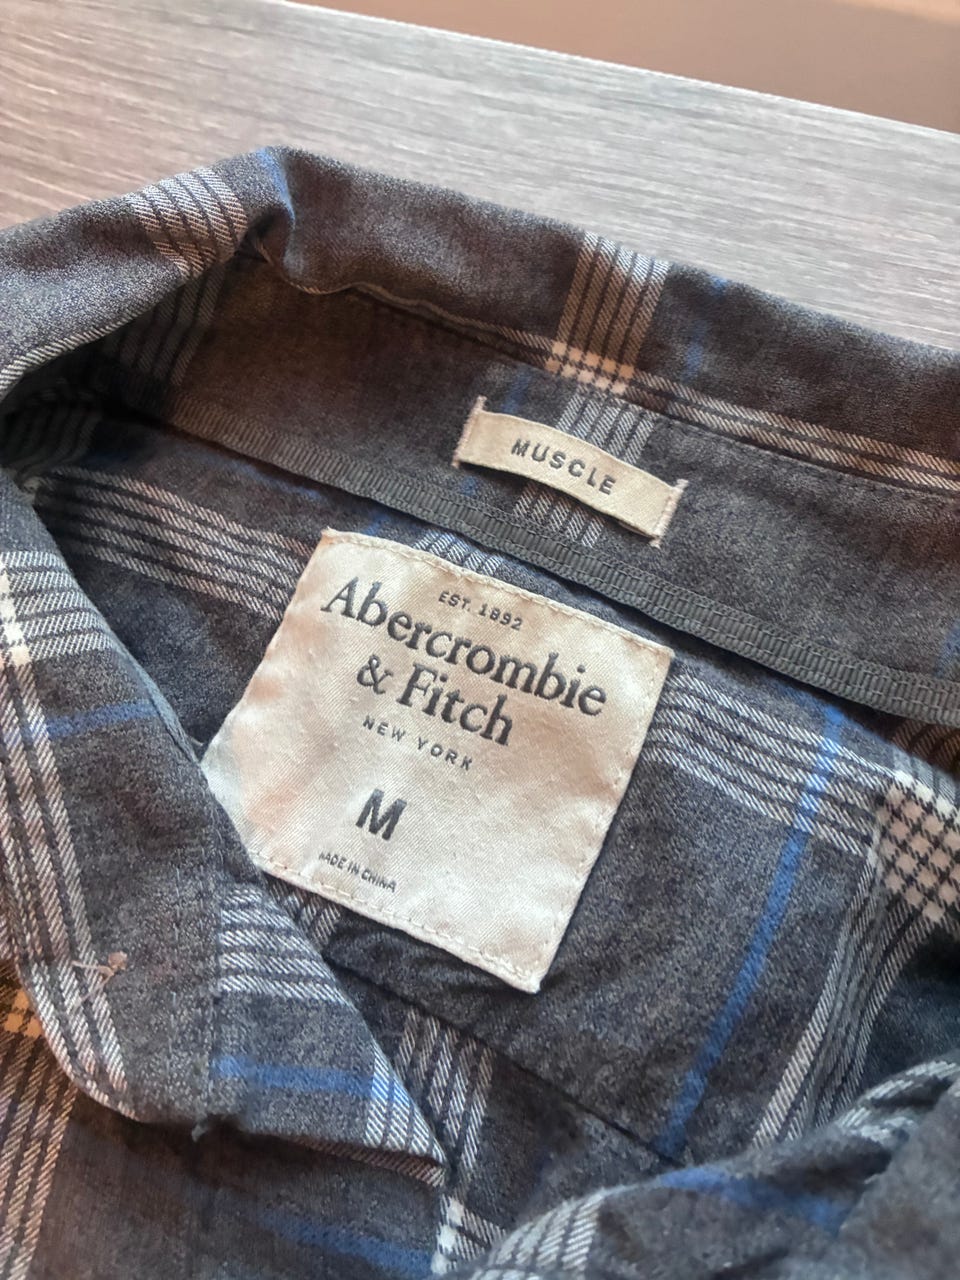 MUSCLE
EST. 1892
Abercrombie
& Fitch
NEW YORK
M
MADE IN CHINA